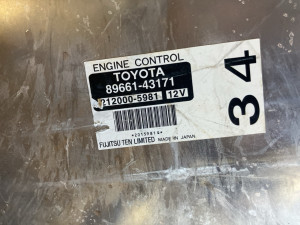 ENGINE CONTROL
TOYOTA
89661-43171
212000-5981 12V
34
FUJITSU TEN LIMITED MADE IN JAPAN